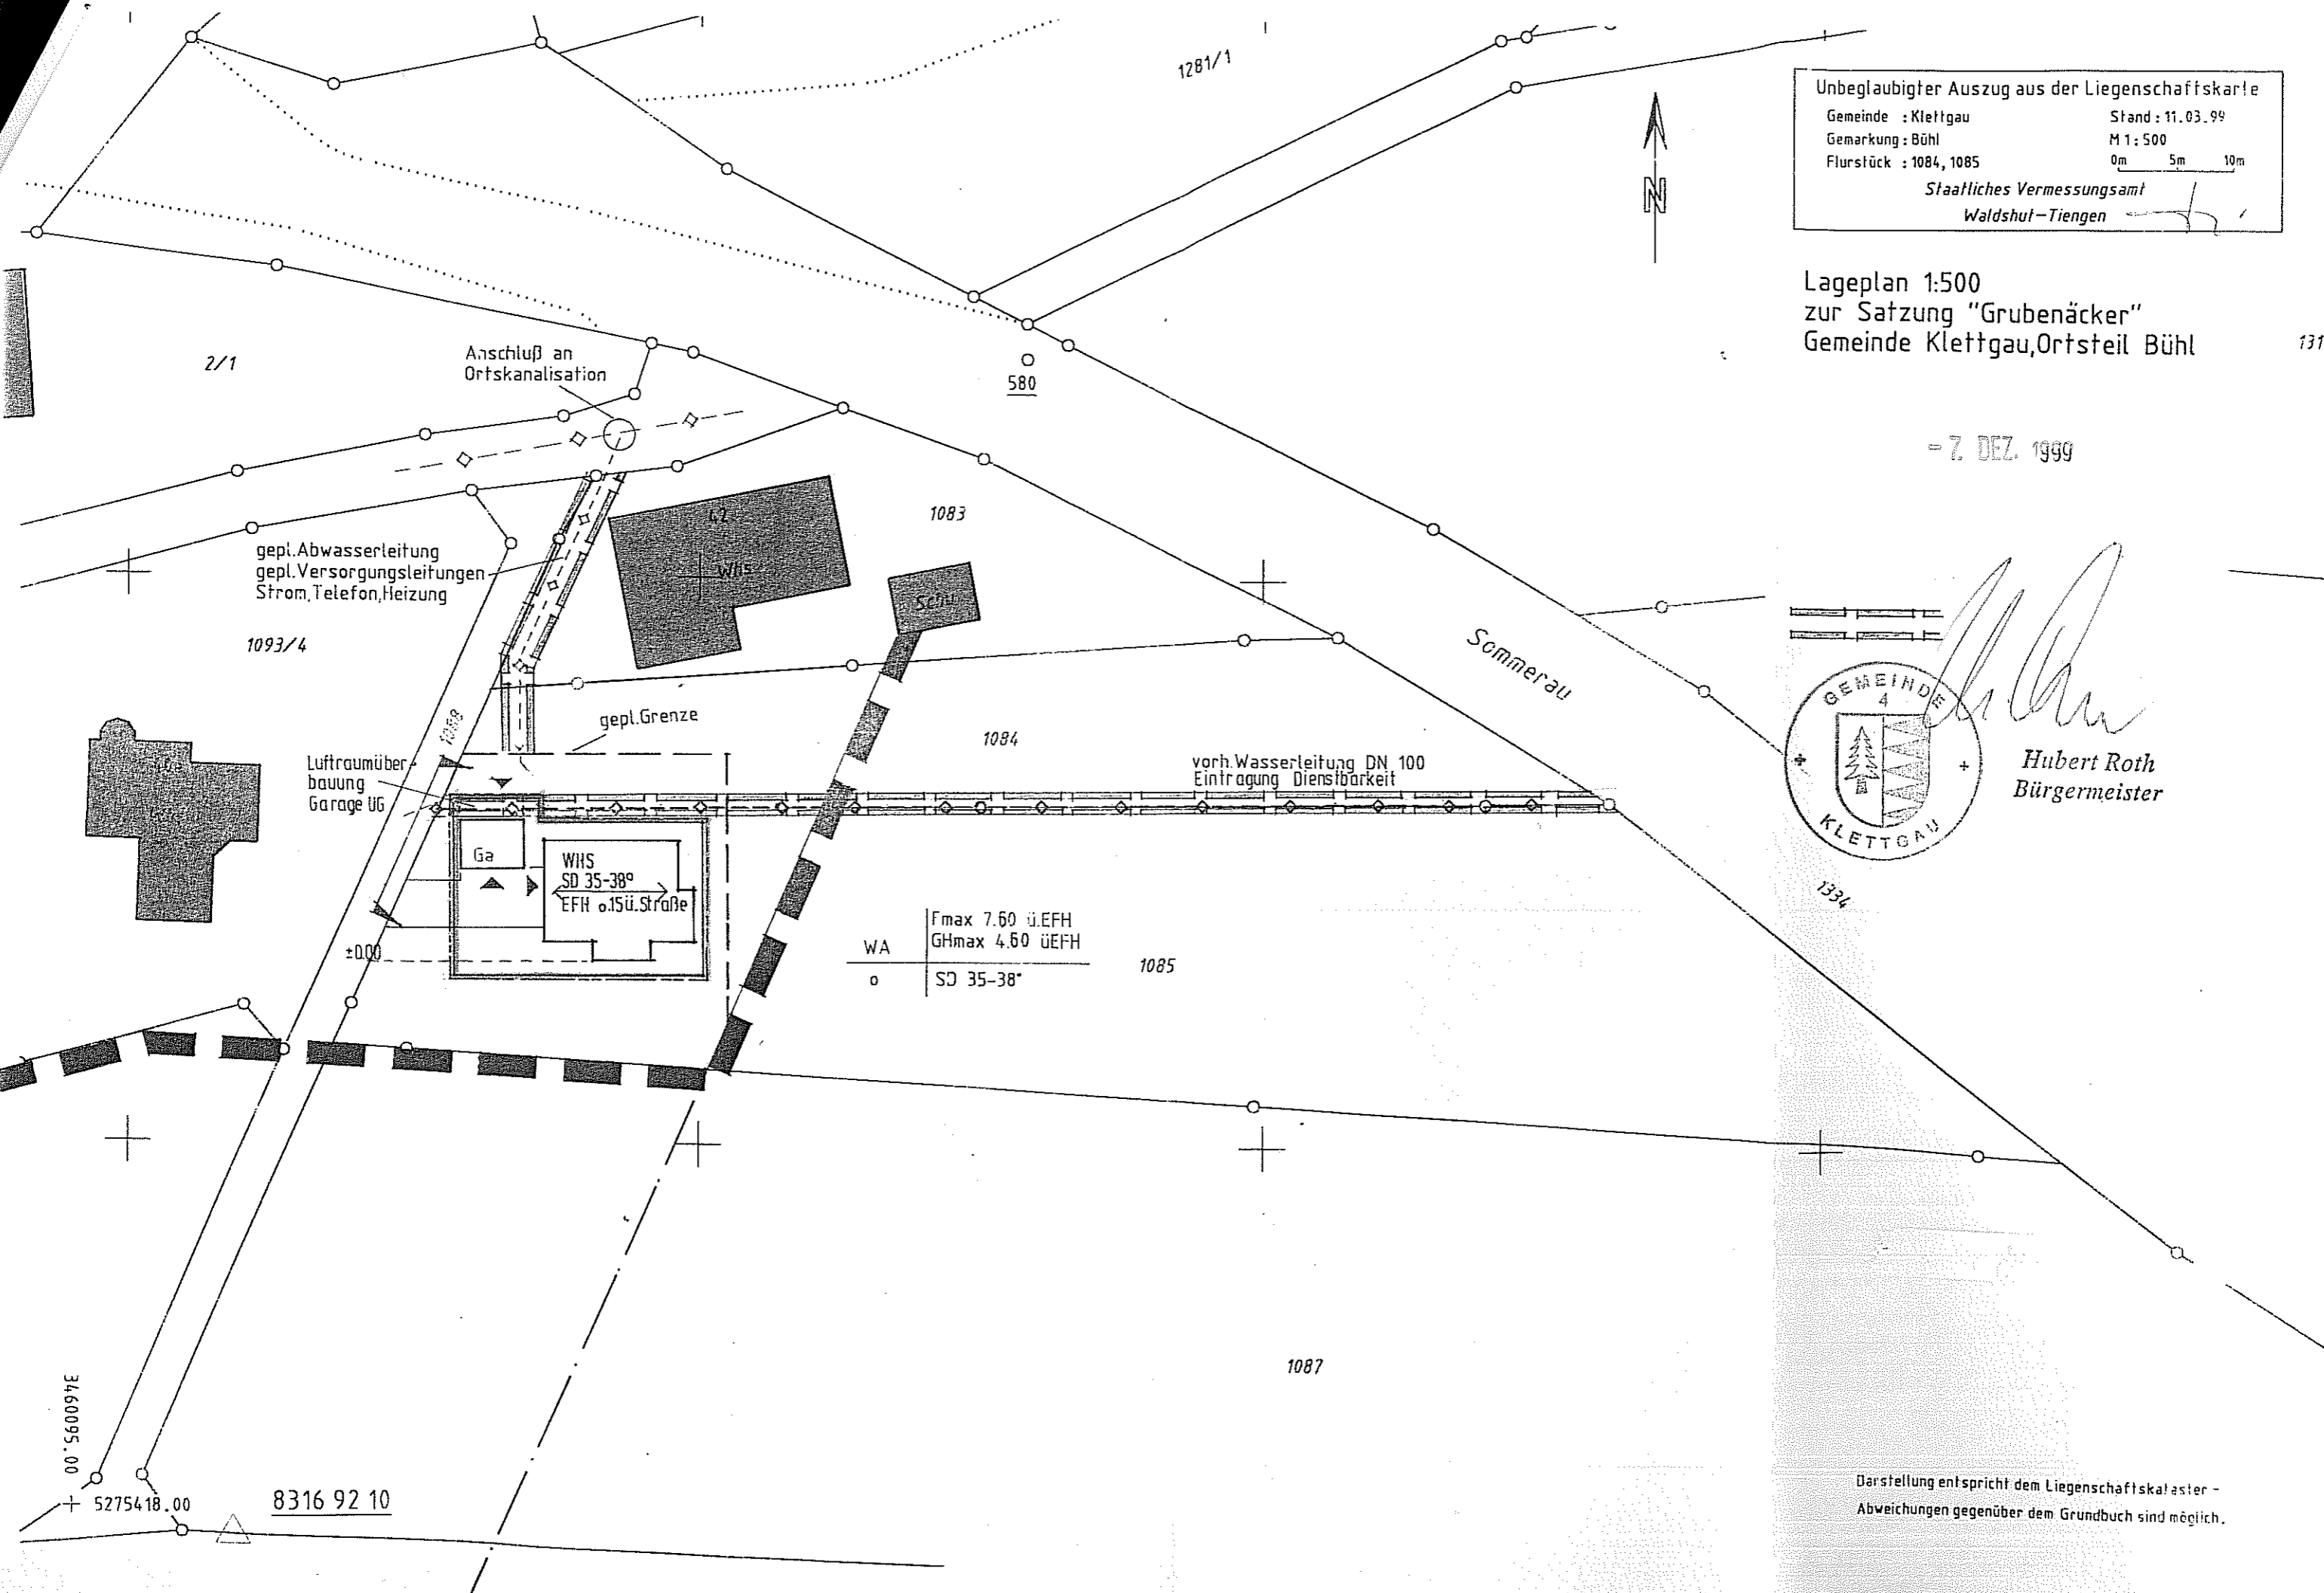 1281/1
Unbeglaubigter Auszug aus der Liegenschaftskarte
Gemeinde : Klettgau
Stand : 11.03.99
Gemarkung : Bühl
M 1 : 500
Flurstück : 1084, 1085
0m 5m 10m
Staatliches Vermessungsamt
Waldshut-Tiengen
N
Lageplan 1:500
zur Satzung "Grubenäcker"
Gemeinde Klettgau,Ortsteil Bühl
131
- 7. DEZ. 1999
2/1
Anschluß an
Ortskanalisation
580
42
1083
WHS
gepl.Abwasserleitung
gepl.Versorgungsleitungen
Strom,Telefon,Heizung
1093/4
Sommerau
gepl.Grenze
1084
Luftraumüber-
bauung
Garage UG
vorh.Wasserleitung DN 100
Eintragung Dienstbarkeit
GEMEINDE
4
KLETTGAU
Hubert Roth
Bürgermeister
Ga
WHS
SD 35-38°
EFH o.15ü.Straße
±0.00
1334
WA
Fmax 7.60 ü.EFH
GHmax 4.60 üEFH
o
SD 35-38°
1085
1087
3460095.00
5275418.00
8316 92 10
Darstellung entspricht dem Liegenschaftskataster -
Abweichungen gegenüber dem Grundbuch sind möglich.